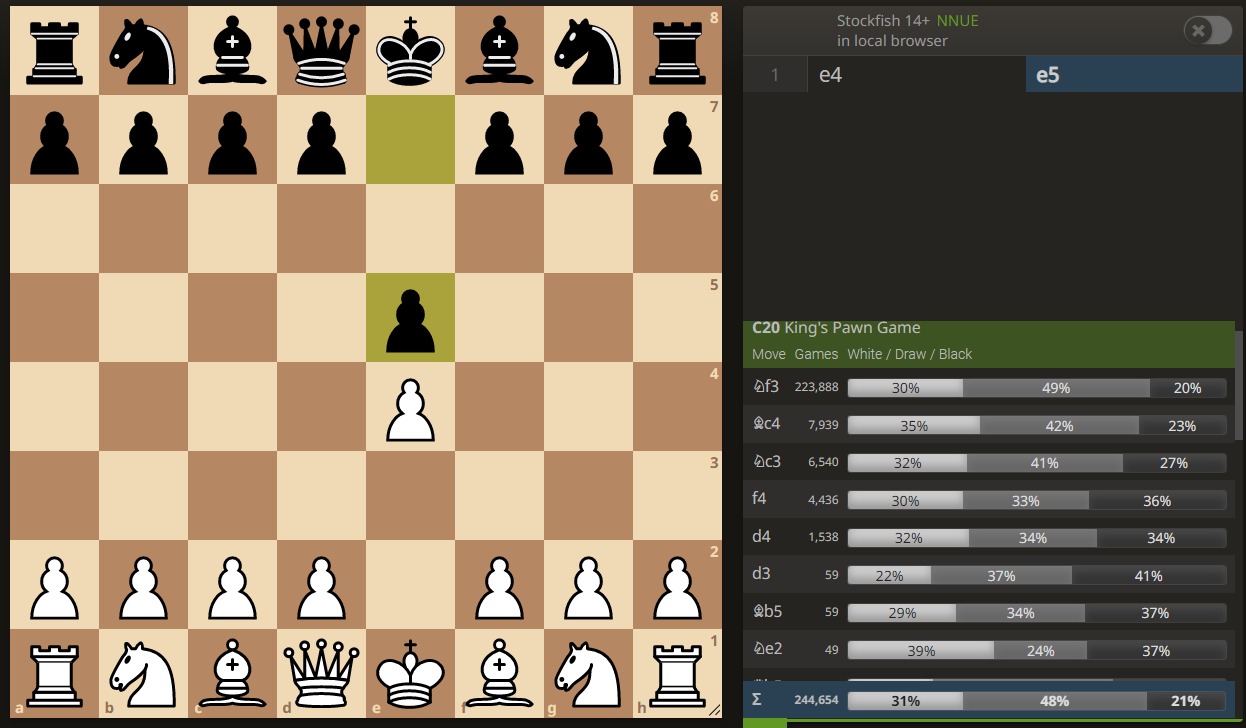 8
7
6
5
4
3
2
1
a b c d e f g h
Stockfish 14+ NNUE
in local browser
1 e4 e5
C20 King's Pawn Game
Move Games White / Draw / Black
♘f3 223,888 30% 49% 20%
♗c4 7,939 35% 42% 23%
♘c3 6,540 32% 41% 27%
f4 4,436 30% 33% 36%
d4 1,538 32% 34% 34%
d3 59 22% 37% 41%
♗b5 59 29% 34% 37%
♘e2 49 39% 24% 37%
Σ 244,654 31% 48% 21%